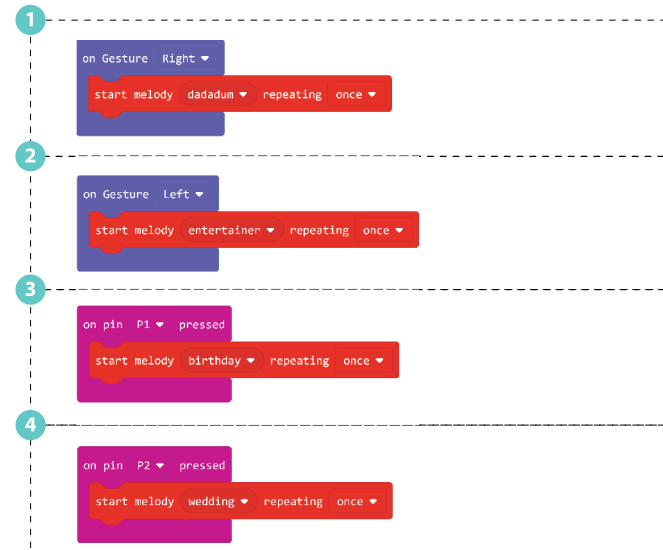 1
on Gesture Right
start melody dadadum repeating once
2
on Gesture Left
start melody entertainer repeating once
3
on pin P1 pressed
start melody birthday repeating once
4
on pin P2 pressed
start melody wedding repeating once